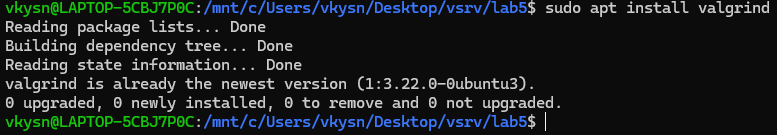 vkysn@LAPTOP-5CBJ7P0C:/mnt/c/Users/vkysn/Desktop/vsrv/lab5$ sudo apt install valgrind
Reading package lists... Done
Building dependency tree... Done
Reading state information... Done
valgrind is already the newest version (1:3.22.0-0ubuntu3).
0 upgraded, 0 newly installed, 0 to remove and 0 not upgraded.
vkysn@LAPTOP-5CBJ7P0C:/mnt/c/Users/vkysn/Desktop/vsrv/lab5$